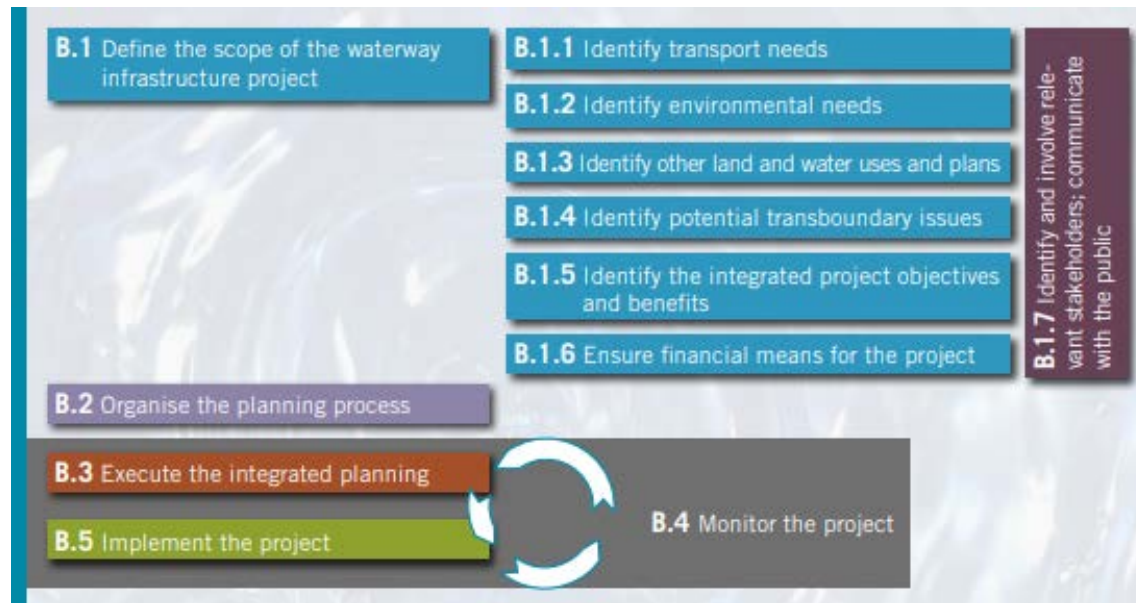 B.1 Define the scope of the waterway
infrastructure project
B.1.1 Identify transport needs
B.1.2 Identify environmental needs
B.1.3 Identify other land and water uses and plans
B.1.4 Identify potential transboundary issues
B.1.5 Identify the integrated project objectives
and benefits
B.1.6 Ensure financial means for the project
B.1.7 Identify and involve rele-
vant stakeholders; communicate
with the public
B.2 Organise the planning process
B.3 Execute the integrated planning
B.5 Implement the project
B.4 Monitor the project